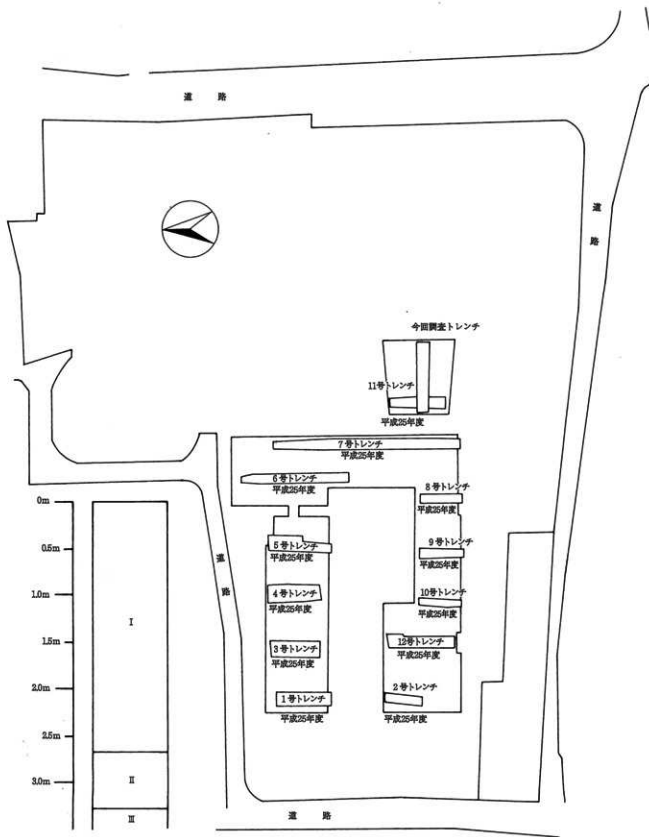 道路
道路
今回調査トレンチ
11号トレンチ
平成25年度
7号トレンチ
平成25年度
6号トレンチ
平成25年度
8号トレンチ
平成25年度
5号トレンチ
平成25年度
9号トレンチ
平成25年度
道路
4号トレンチ
平成25年度
10号トレンチ
平成25年度
3号トレンチ
平成25年度
12号トレンチ
平成25年度
1号トレンチ
平成25年度
2号トレンチ
平成25年度
道路
0m
0.5m
1.0m
1.5m
2.0m
2.5m
3.0m
I
II
III